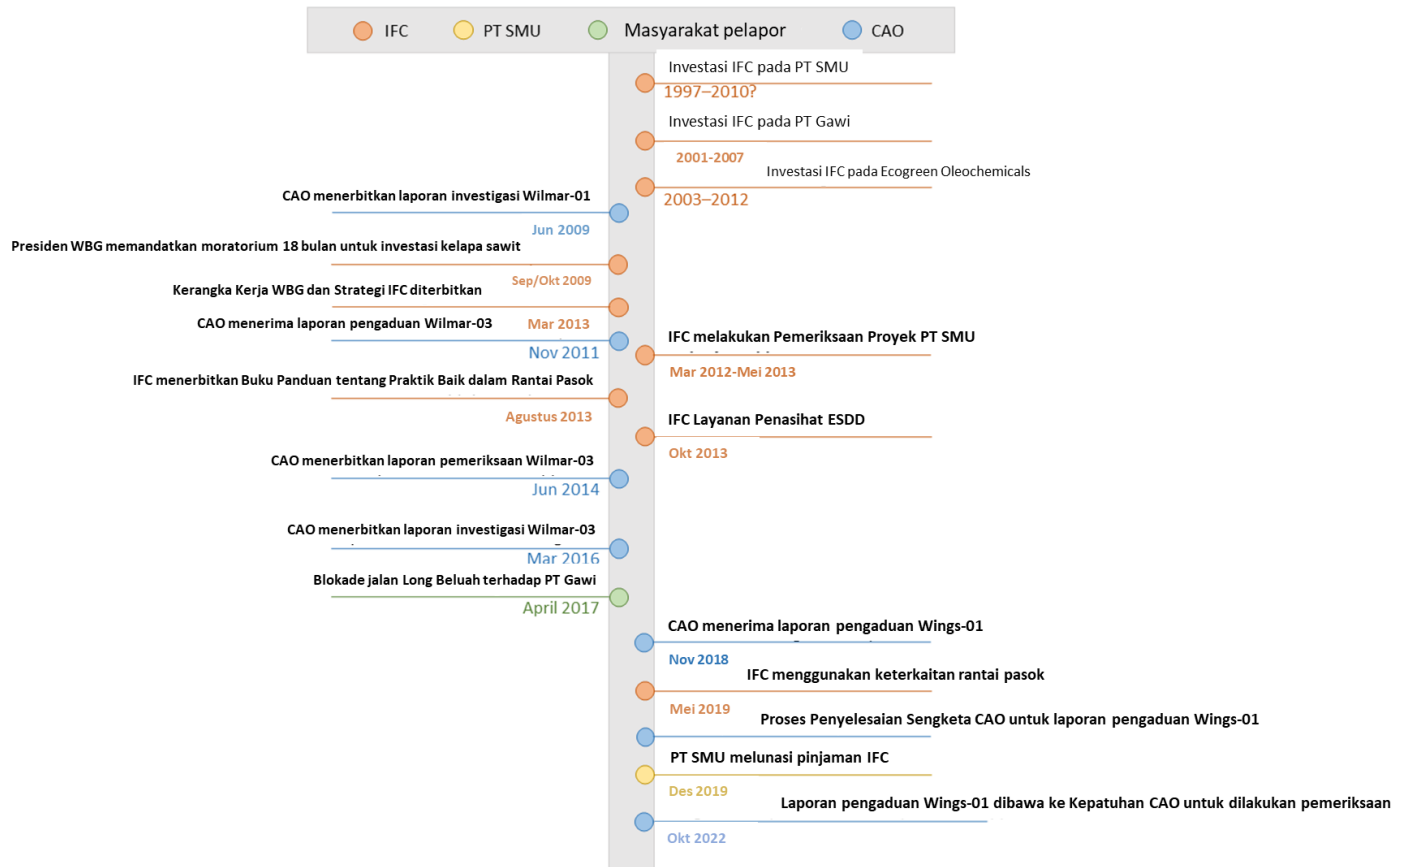 IFC
PT SMU
Masyarakat pelapor
CAO
Investasi IFC pada PT SMU
1997–2010?
Investasi IFC pada PT Gawi
2001-2007
Investasi IFC pada Ecogreen Oleochemicals
2003–2012
CAO menerbitkan laporan investigasi Wilmar-01
Jun 2009
Presiden WBG memandatkan moratorium 18 bulan untuk investasi kelapa sawit
Sep/Okt 2009
Kerangka Kerja WBG dan Strategi IFC diterbitkan
Mar 2013
CAO menerima laporan pengaduan Wilmar-03
Nov 2011
IFC melakukan Pemeriksaan Proyek PT SMU
Mar 2012-Mei 2013
IFC menerbitkan Buku Panduan tentang Praktik Baik dalam Rantai Pasok
Agustus 2013
IFC Layanan Penasihat ESDD
Okt 2013
CAO menerbitkan laporan pemeriksaan Wilmar-03
Jun 2014
CAO menerbitkan laporan investigasi Wilmar-03
Mar 2016
Blokade jalan Long Beluah terhadap PT Gawi
April 2017
CAO menerima laporan pengaduan Wings-01
Nov 2018
IFC menggunakan keterkaitan rantai pasok
Mei 2019
Proses Penyelesaian Sengketa CAO untuk laporan pengaduan Wings-01
PT SMU melunasi pinjaman IFC
Des 2019
Laporan pengaduan Wings-01 dibawa ke Kepatuhan CAO untuk dilakukan pemeriksaan
Okt 2022